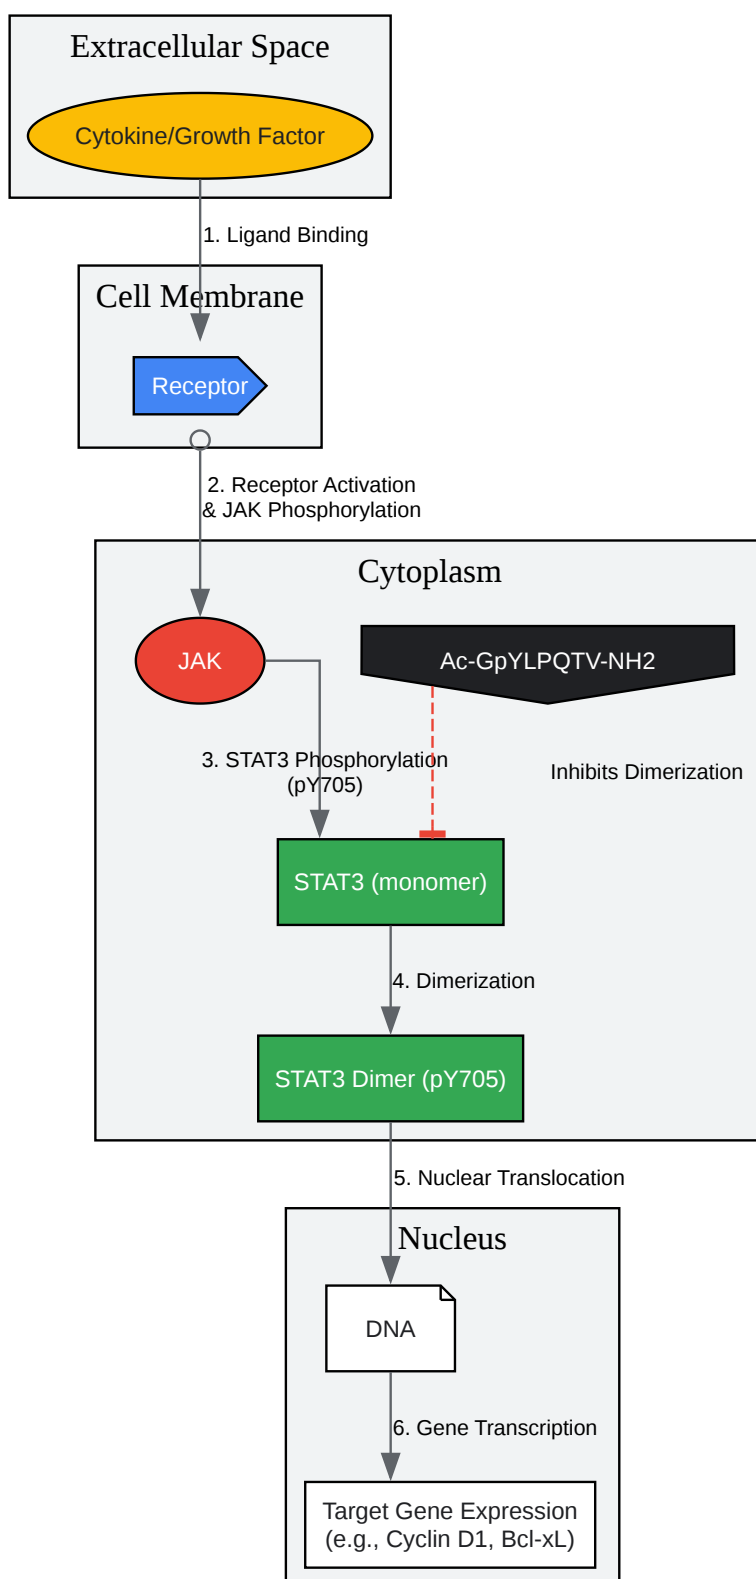 Extracellular Space
Cytokine/Growth Factor
1. Ligand Binding
Cell Membrane
Receptor
2. Receptor Activation
& JAK Phosphorylation
Cytoplasm
JAK
Ac-GpYLPQTV-NH2
3. STAT3 Phosphorylation
(pY705)
Inhibits Dimerization
STAT3 (monomer)
4. Dimerization
STAT3 Dimer (pY705)
5. Nuclear Translocation
Nucleus
DNA
6. Gene Transcription
Target Gene Expression
(e.g., Cyclin D1, Bcl-xL)